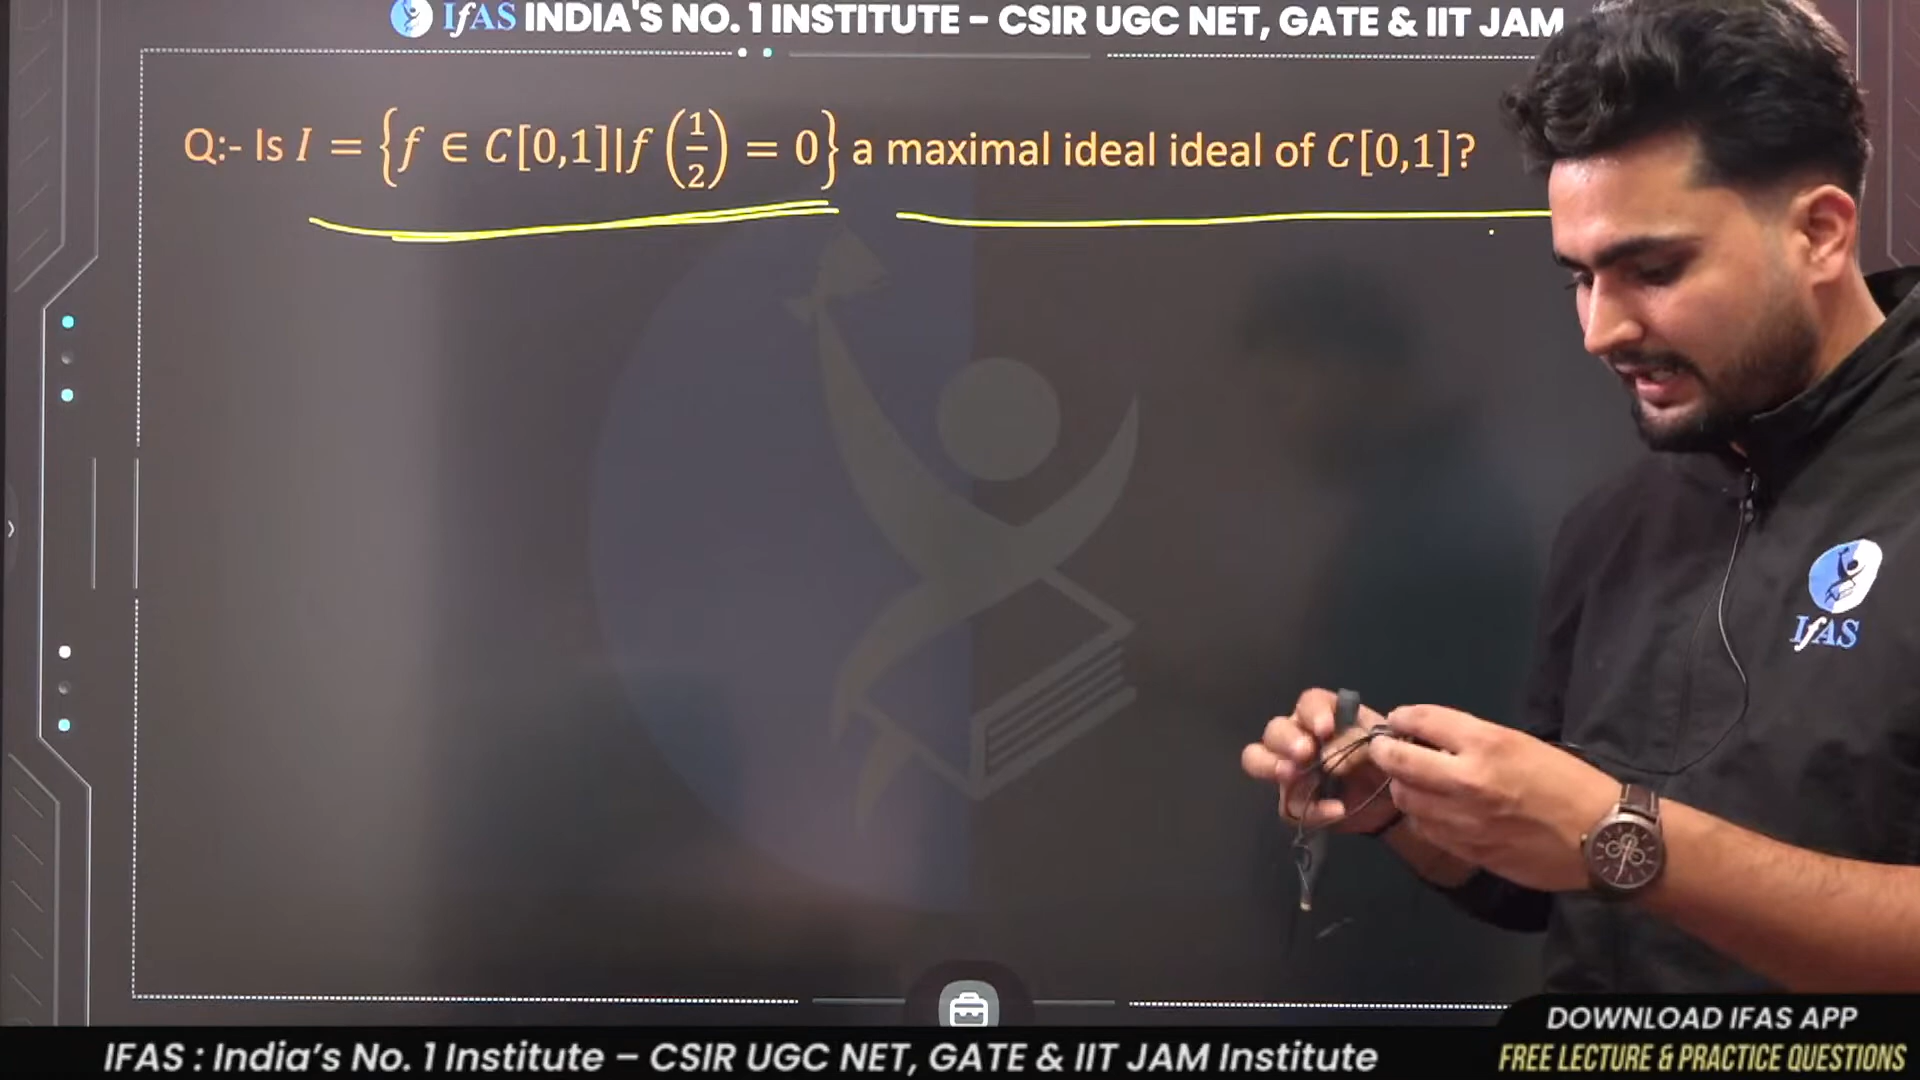 IfAS INDIA'S NO. 1 INSTITUTE – CSIR UGC NET, GATE & IIT JAM
Q:- Is I = {f ∈ C[0,1]|f (1/2) = 0} a maximal ideal ideal of C[0,1]?
IfAS
DOWNLOAD IFAS APP
IFAS : India's No. 1 Institute – CSIR UGC NET, GATE & IIT JAM Institute
FREE LECTURE & PRACTICE QUESTIONS